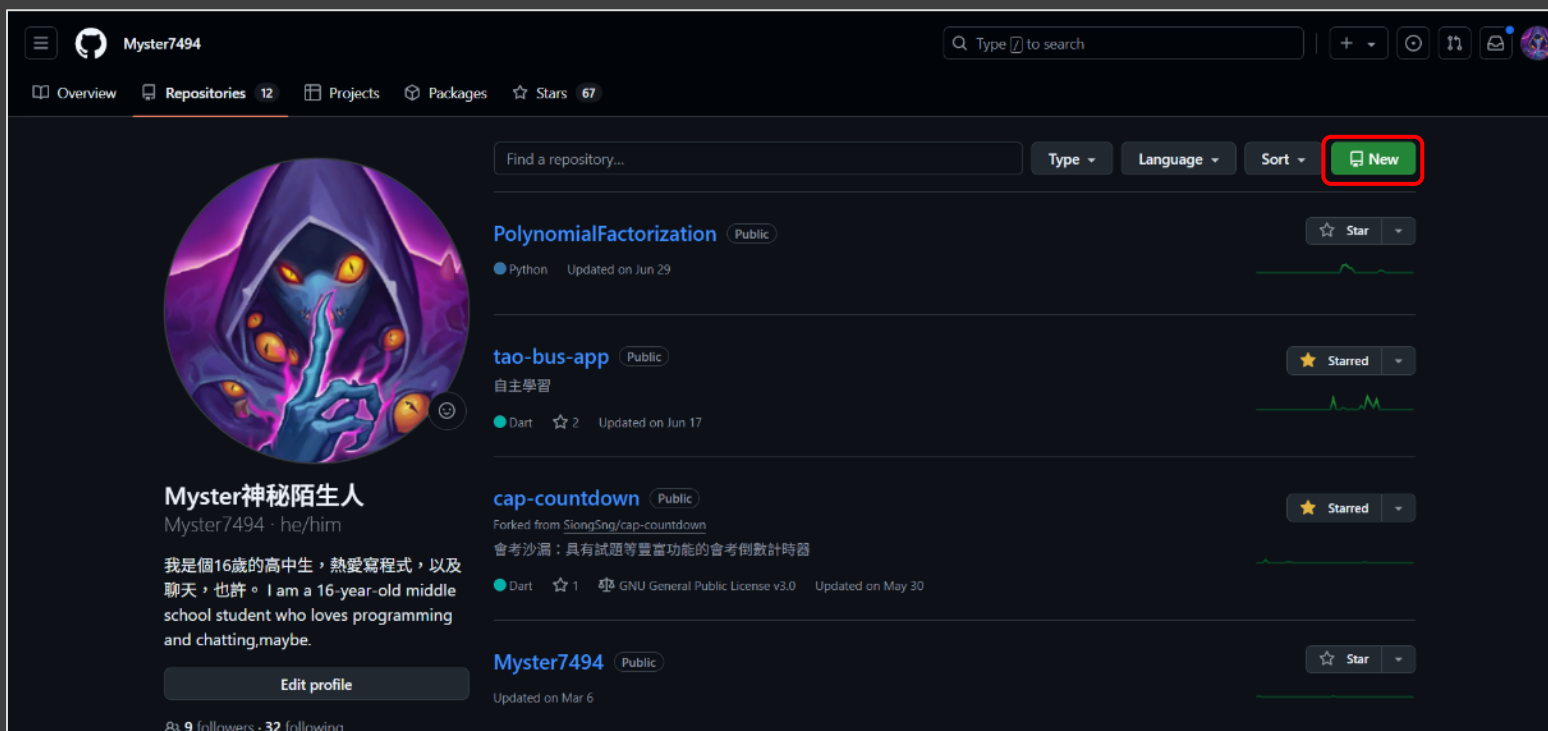 Myster7494
Type / to search
Overview Repositories 12 Projects Packages Stars 67
Find a repository... Type Language Sort New
PolynomialFactorization Public Star
Python Updated on Jun 29
tao-bus-app Public Starred
自主學習
Dart 2 Updated on Jun 17
cap-countdown Public Starred
Forked from SiongSng/cap-countdown
會考沙漏：具有試題等豐富功能的會考倒數計時器
Dart 1 GNU General Public License v3.0 Updated on May 30
Myster7494 Public Star
Updated on Mar 6
Myster神秘陌生人
Myster7494 · he/him
我是個16歲的高中生，熱愛寫程式，以及
聊天，也許。 I am a 16-year-old middle
school student who loves programming
and chatting,maybe.
Edit profile
9 followers · 32 following